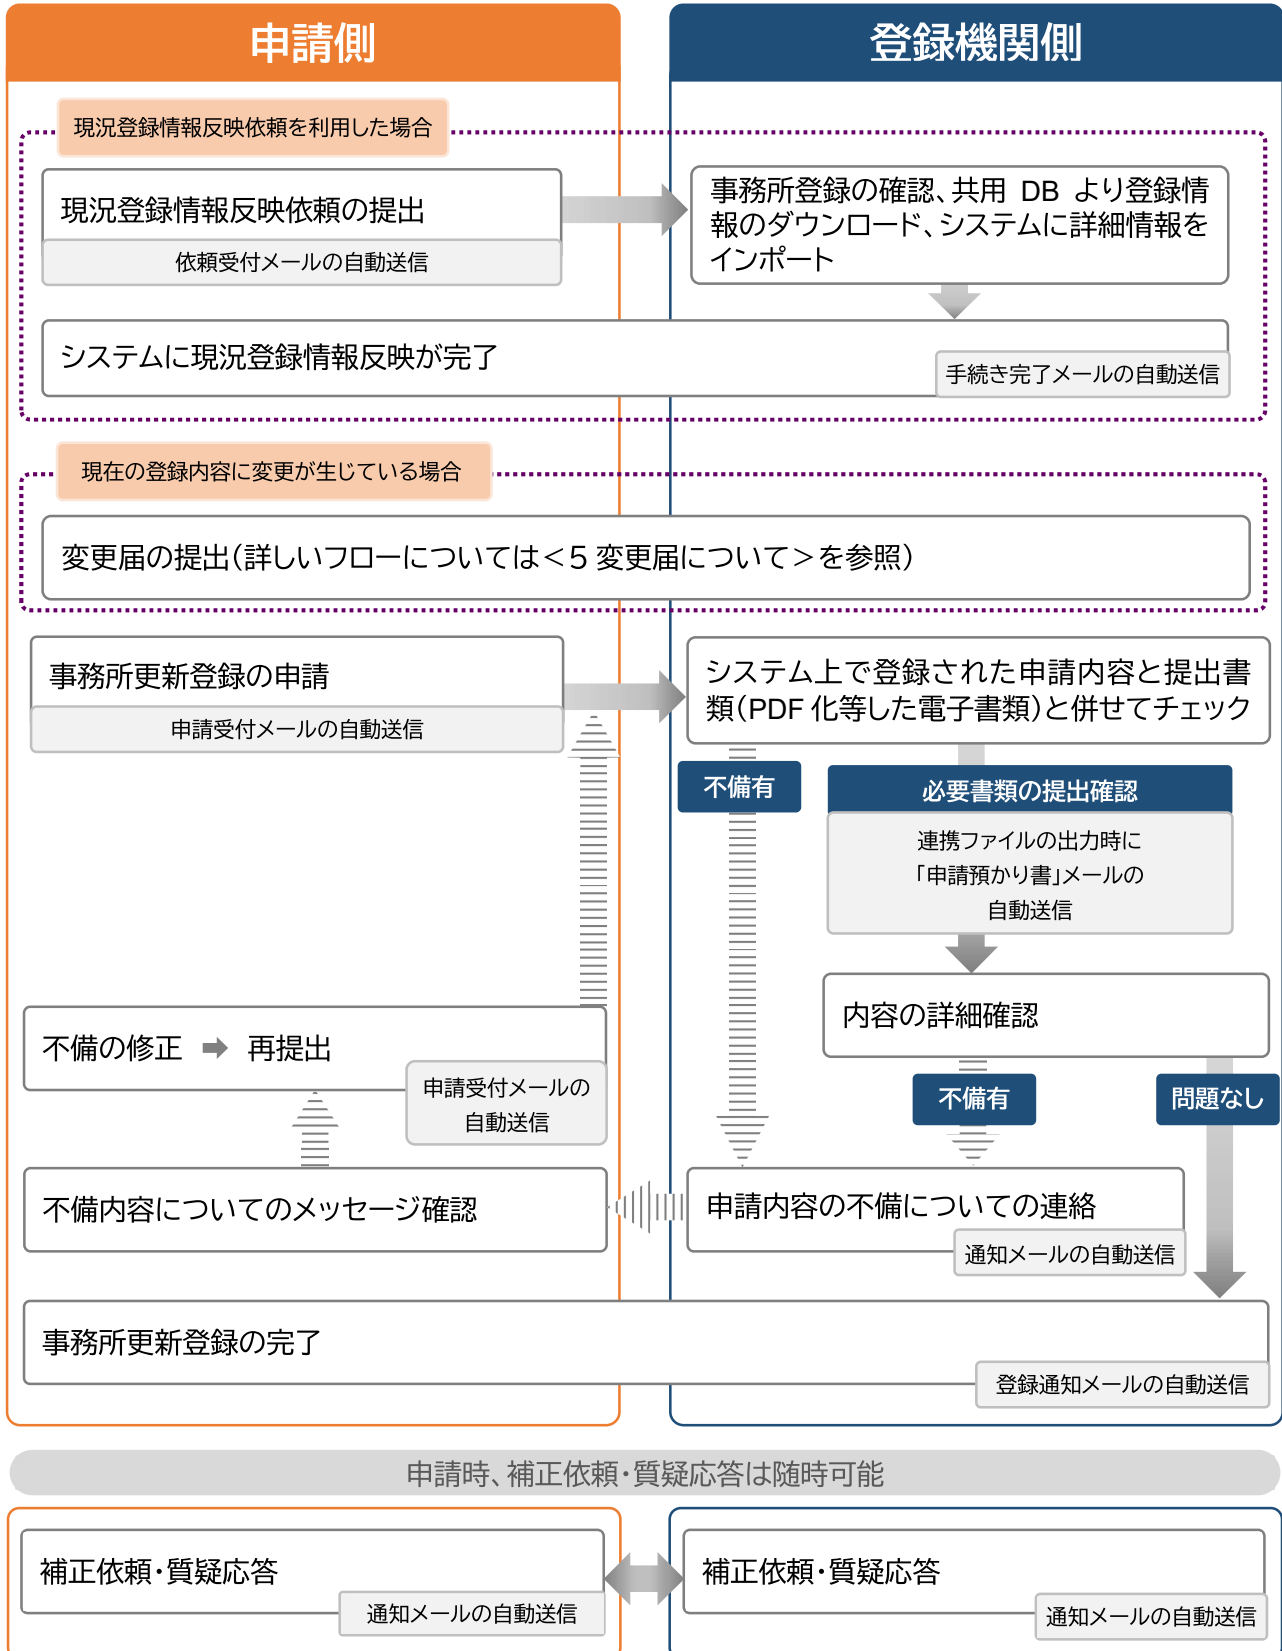 申請側
登録機関側
現況登録情報反映依頼を利用した場合
現況登録情報反映依頼の提出
依頼受付メールの自動送信
事務所登録の確認、共用 DB より登録情
報のダウンロード、システムに詳細情報を
インポート
システムに現況登録情報反映が完了
手続き完了メールの自動送信
現在の登録内容に変更が生じている場合
変更届の提出(詳しいフローについては<5 変更届について>を参照)
事務所更新登録の申請
申請受付メールの自動送信
システム上で登録された申請内容と提出書
類(PDF 化等した電子書類)と併せてチェック
不備有
必要書類の提出確認
連携ファイルの出力時に
「申請預かり書」メールの
自動送信
内容の詳細確認
不備の修正 ➡ 再提出
申請受付メールの
自動送信
不備有
問題なし
不備内容についてのメッセージ確認
申請内容の不備についての連絡
通知メールの自動送信
事務所更新登録の完了
登録通知メールの自動送信
申請時、補正依頼・質疑応答は随時可能
補正依頼・質疑応答
通知メールの自動送信
補正依頼・質疑応答
通知メールの自動送信